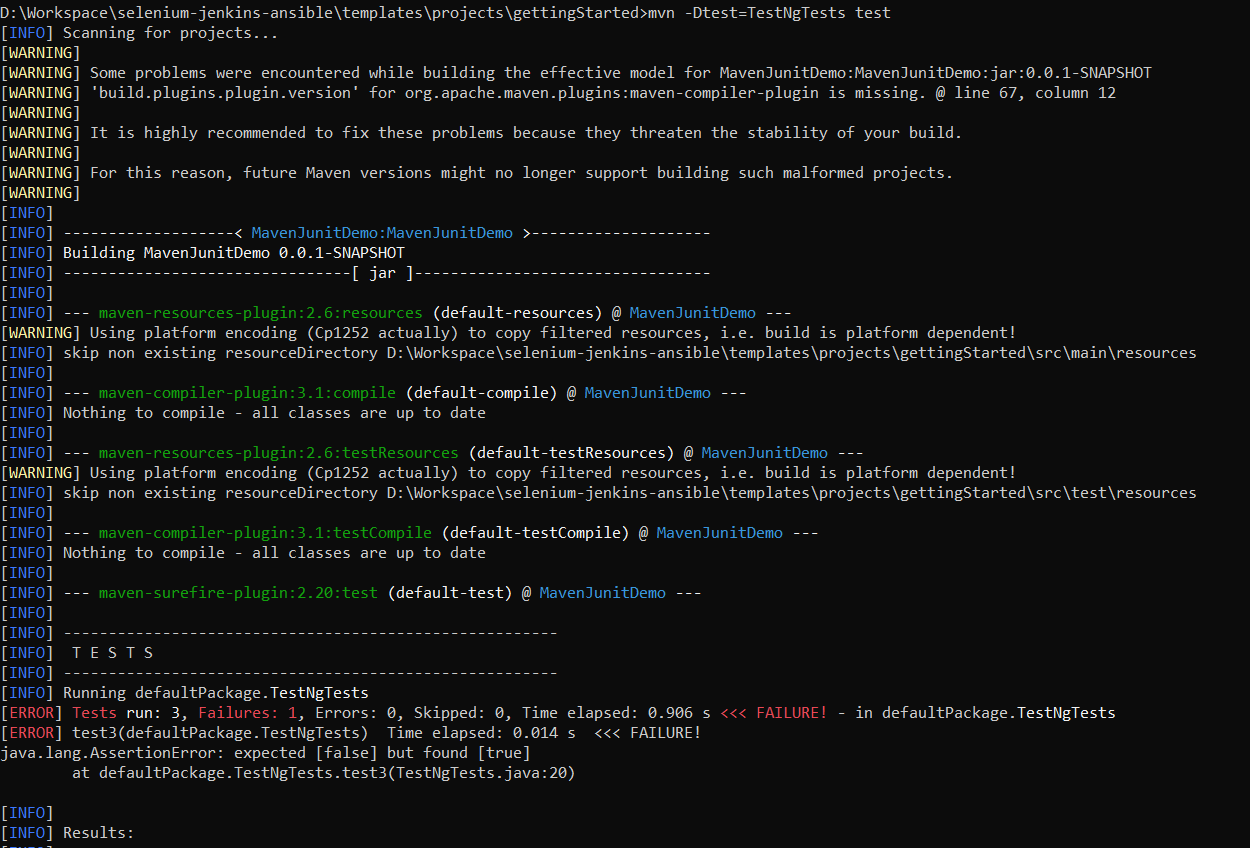 D:\Workspace\selenium-jenkins-ansible\templates\projects\gettingStarted>mvn -Dtest=TestNgTests test
[INFO] Scanning for projects...
[WARNING]
[WARNING] Some problems were encountered while building the effective model for MavenJunitDemo:MavenJunitDemo:jar:0.0.1-SNAPSHOT
[WARNING] 'build.plugins.plugin.version' for org.apache.maven.plugins:maven-compiler-plugin is missing. @ line 67, column 12
[WARNING]
[WARNING] It is highly recommended to fix these problems because they threaten the stability of your build.
[WARNING]
[WARNING] For this reason, future Maven versions might no longer support building such malformed projects.
[WARNING]
[INFO]
[INFO] -------------------< MavenJunitDemo:MavenJunitDemo >--------------------
[INFO] Building MavenJunitDemo 0.0.1-SNAPSHOT
[INFO] --------------------------------[ jar ]---------------------------------
[INFO]
[INFO] --- maven-resources-plugin:2.6:resources (default-resources) @ MavenJunitDemo ---
[WARNING] Using platform encoding (Cp1252 actually) to copy filtered resources, i.e. build is platform dependent!
[INFO] skip non existing resourceDirectory D:\Workspace\selenium-jenkins-ansible\templates\projects\gettingStarted\src\main\resources
[INFO]
[INFO] --- maven-compiler-plugin:3.1:compile (default-compile) @ MavenJunitDemo ---
[INFO] Nothing to compile - all classes are up to date
[INFO]
[INFO] --- maven-resources-plugin:2.6:testResources (default-testResources) @ MavenJunitDemo ---
[WARNING] Using platform encoding (Cp1252 actually) to copy filtered resources, i.e. build is platform dependent!
[INFO] skip non existing resourceDirectory D:\Workspace\selenium-jenkins-ansible\templates\projects\gettingStarted\src\test\resources
[INFO]
[INFO] --- maven-compiler-plugin:3.1:testCompile (default-testCompile) @ MavenJunitDemo ---
[INFO] Nothing to compile - all classes are up to date
[INFO]
[INFO] --- maven-surefire-plugin:2.20:test (default-test) @ MavenJunitDemo ---
[INFO]
[INFO] -------------------------------------------------------
[INFO]  T E S T S
[INFO] -------------------------------------------------------
[INFO] Running defaultPackage.TestNgTests
[ERROR] Tests run: 3, Failures: 1, Errors: 0, Skipped: 0, Time elapsed: 0.906 s <<< FAILURE! - in defaultPackage.TestNgTests
[ERROR] test3(defaultPackage.TestNgTests)  Time elapsed: 0.014 s  <<< FAILURE!
java.lang.AssertionError: expected [false] but found [true]
        at defaultPackage.TestNgTests.test3(TestNgTests.java:20)
[INFO]
[INFO] Results: